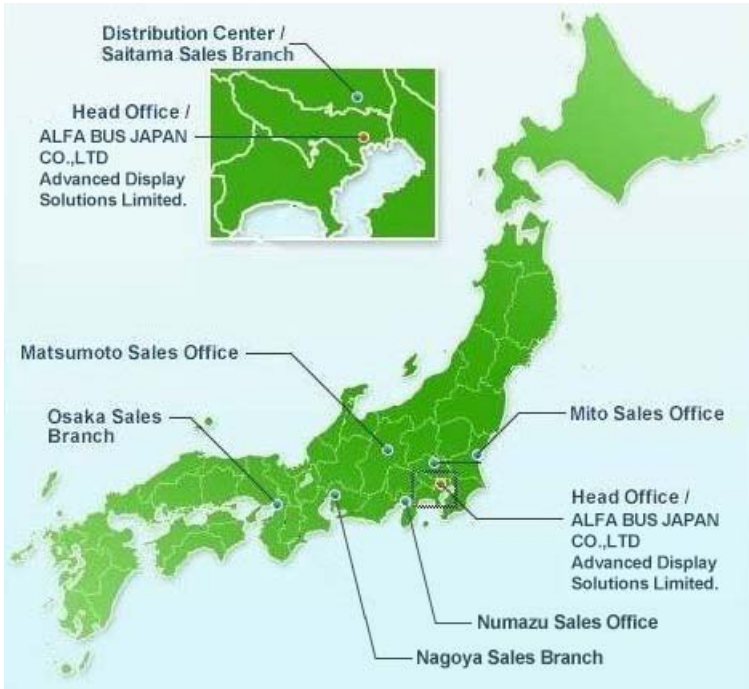 Distribution Center /
Saitama Sales Branch
Head Office /
ALFA BUS JAPAN
CO.,LTD
Advanced Display
Solutions Limited.
Matsumoto Sales Office
Osaka Sales
Branch
Mito Sales Office
Head Office /
ALFA BUS JAPAN
CO.,LTD
Advanced Display
Solutions Limited.
Numazu Sales Office
Nagoya Sales Branch